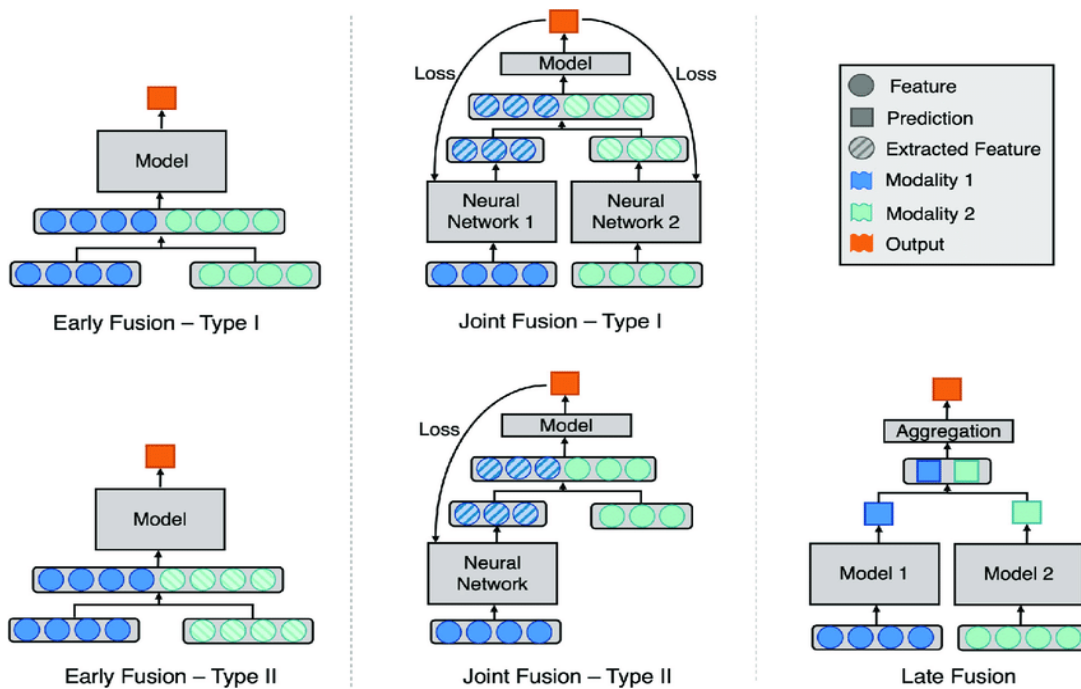 Model
Early Fusion – Type I
Loss
Model
Loss
Neural
Network 1
Neural
Network 2
Joint Fusion – Type I
Feature
Prediction
Extracted Feature
Modality 1
Modality 2
Output
Model
Early Fusion – Type II
Loss
Model
Neural
Network
Joint Fusion – Type II
Aggregation
Model 1
Model 2
Late Fusion